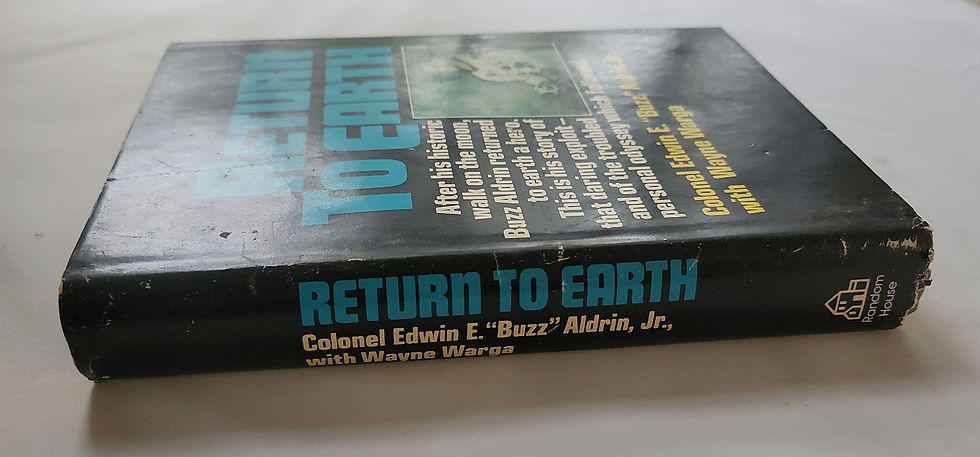 RETURN
TO EARTH
After his historic
walk on the moon,
Buzz Aldrin returned
to earth a hero.
This is his story of
that daring exploit—
and of the troubled
personal odyssey which
Colonel Edwin E. "Buzz"
with Wayne Warga
RETURN TO EARTH
Colonel Edwin E. "Buzz" Aldrin, Jr.,
with Wayne Warga
Random
House